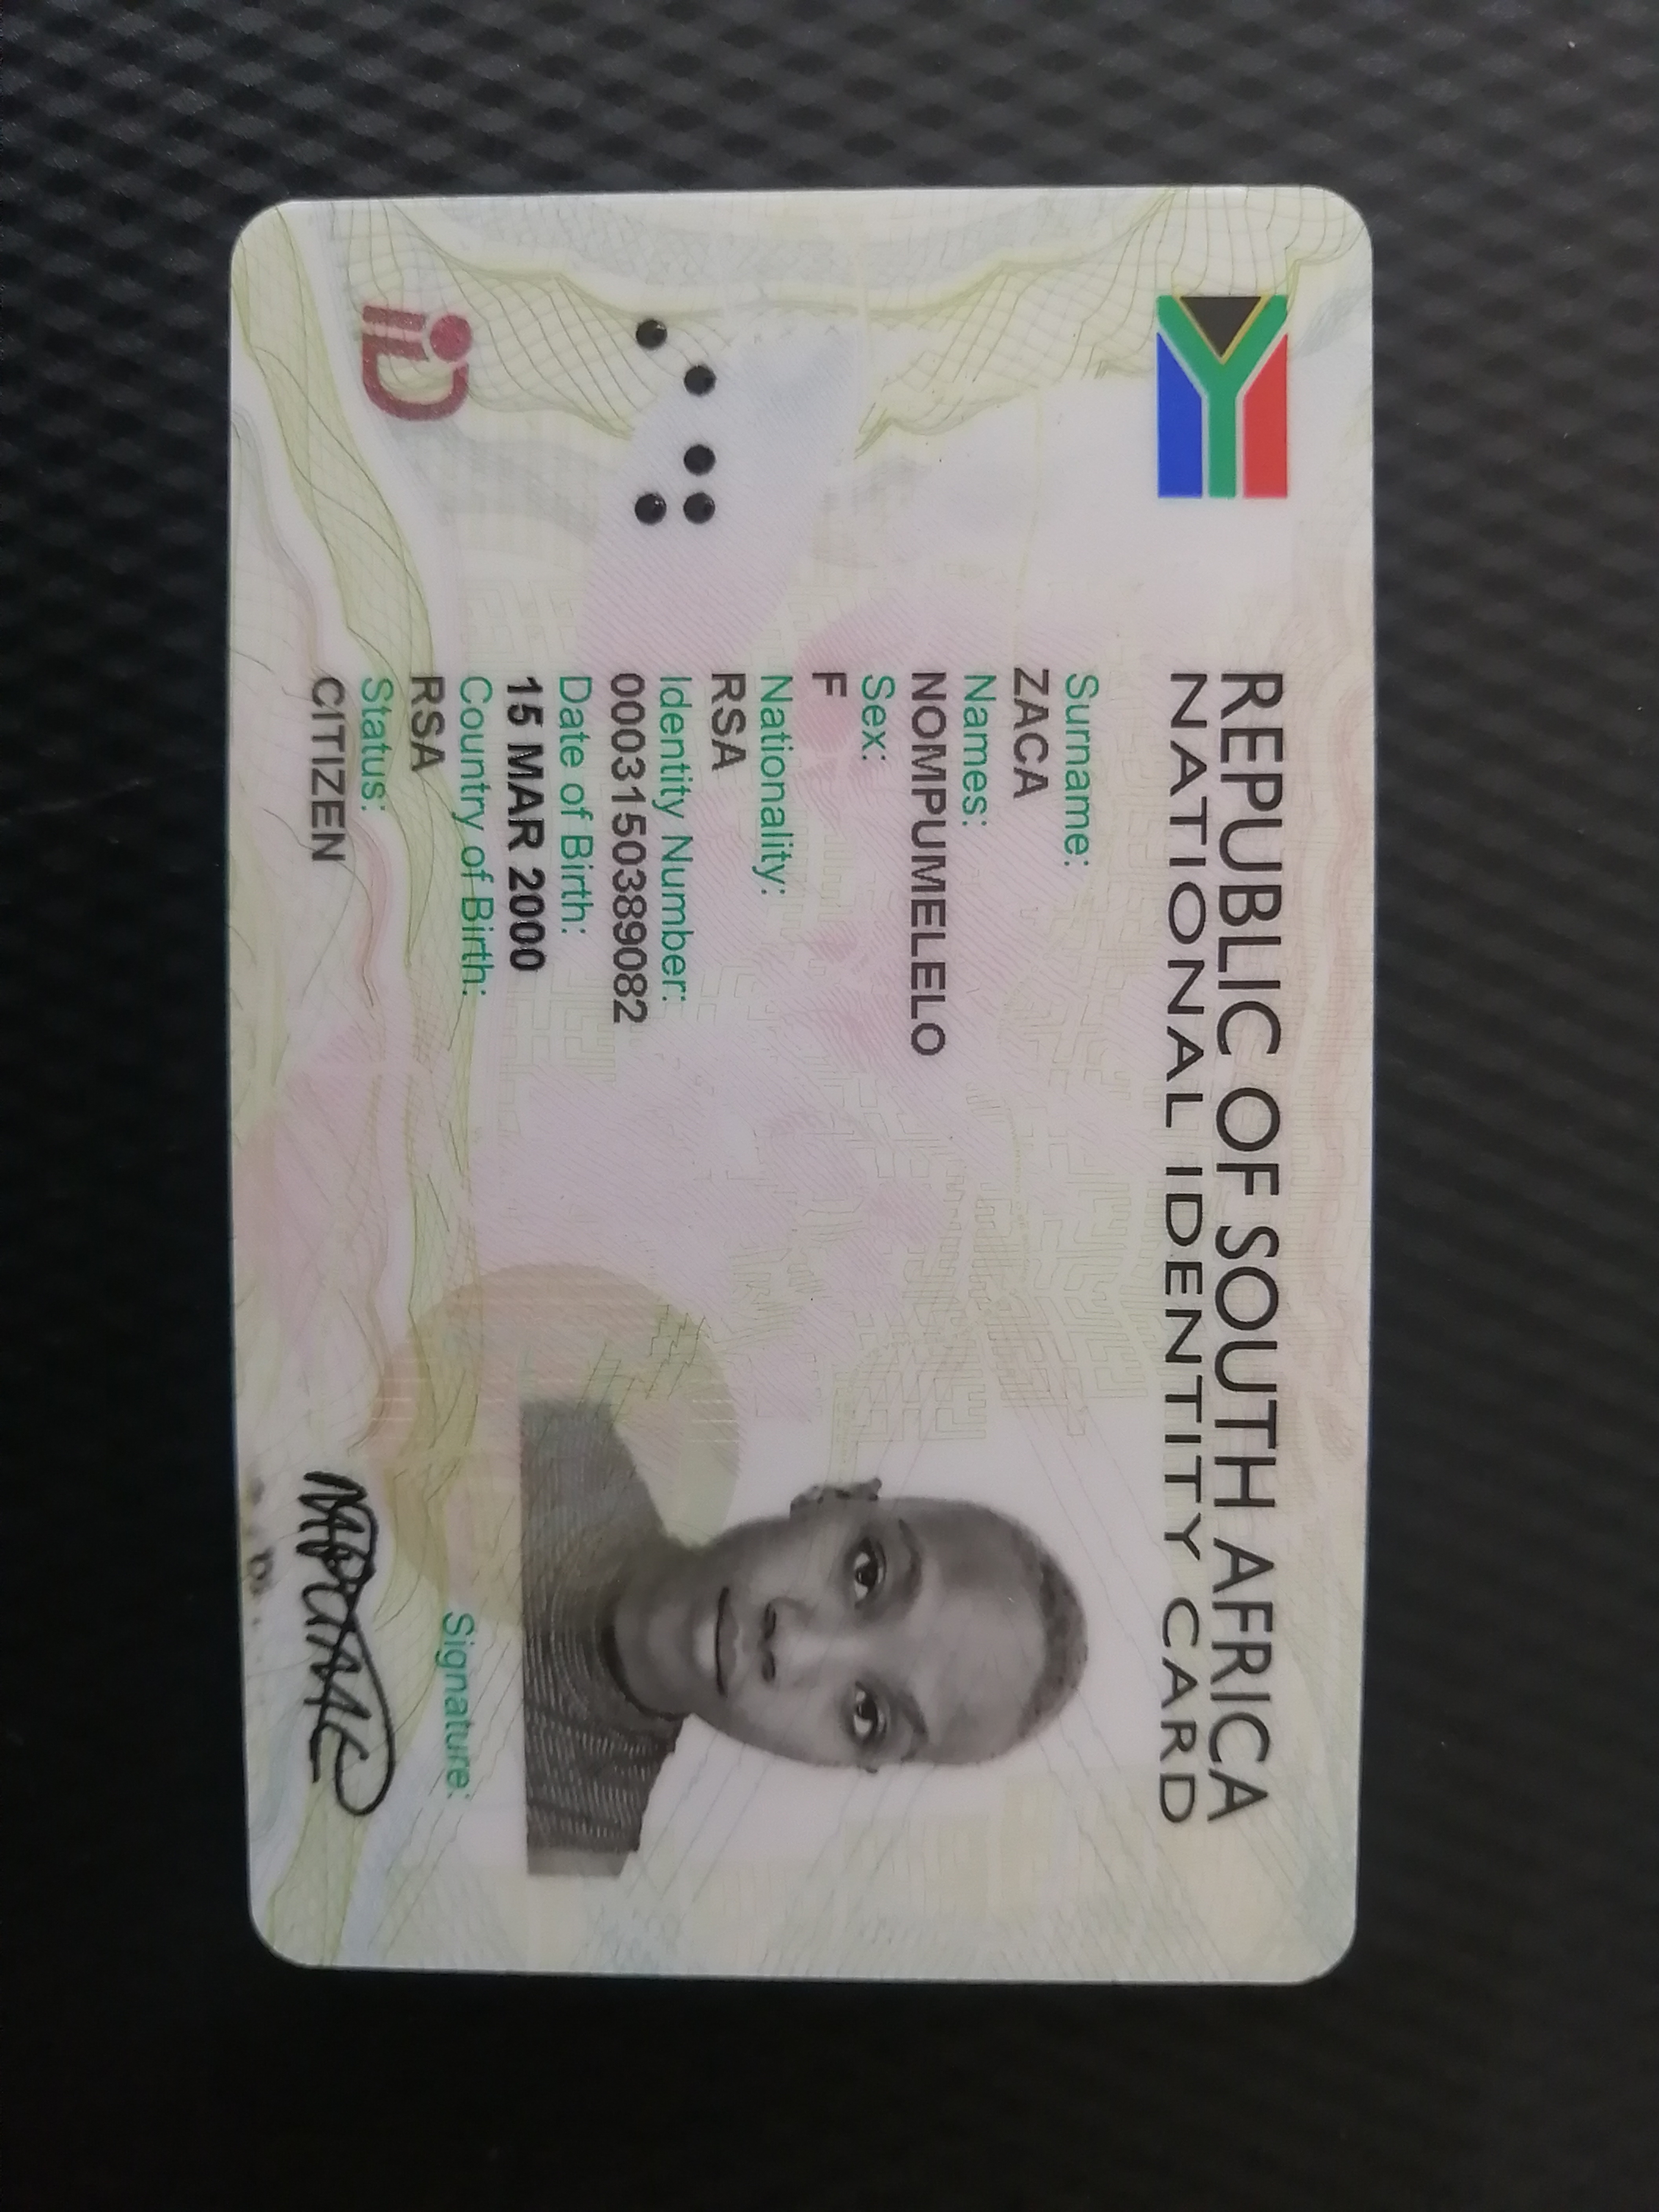 REPUBLIC OF SOUTH AFRICA
NATIONAL IDENTITY CARD
Surname:
ZACA
Names:
NOMPUMELELO
Sex:
F
Nationality:
RSA
Identity Number:
0003150389082
Date of Birth:
15 MAR 2000
Country of Birth:
RSA
Status:
CITIZEN
Signature:
iD